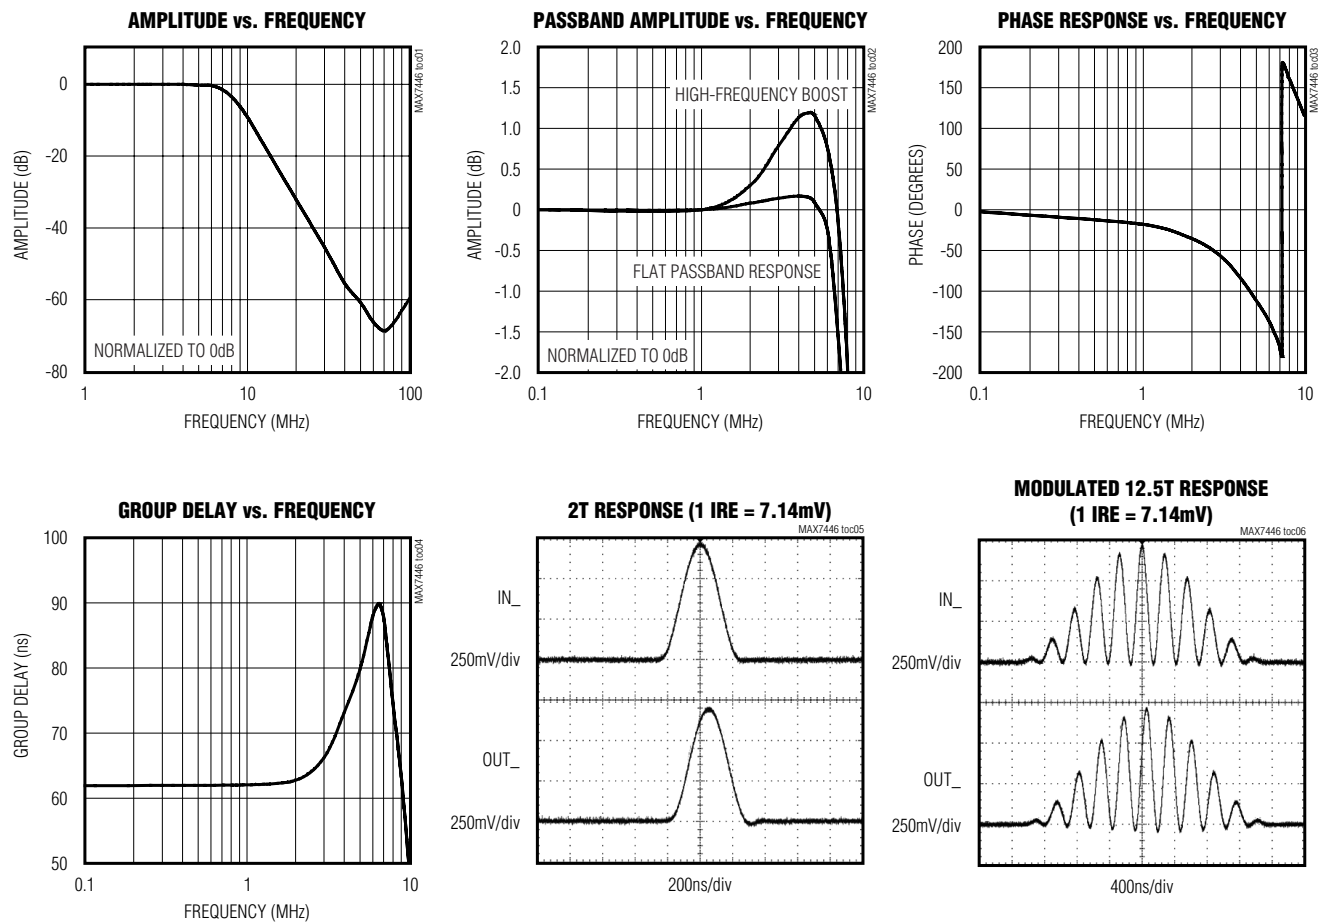 AMPLITUDE vs. FREQUENCY
MAX7446 toc01
0
-20
-40
-60
-80
AMPLITUDE (dB)
NORMALIZED TO 0dB
1
10
100
FREQUENCY (MHz)
PASSBAND AMPLITUDE vs. FREQUENCY
MAX7446 toc02
2.0
1.5
1.0
0.5
0
-0.5
-1.0
-1.5
-2.0
AMPLITUDE (dB)
HIGH-FREQUENCY BOOST
FLAT PASSBAND RESPONSE
NORMALIZED TO 0dB
0.1
1
10
FREQUENCY (MHz)
PHASE RESPONSE vs. FREQUENCY
MAX7446 toc03
200
150
100
50
0
-50
-100
-150
-200
PHASE (DEGREES)
0.1
1
10
FREQUENCY (MHz)
GROUP DELAY vs. FREQUENCY
MAX7446 toc04
100
90
80
70
60
50
GROUP DELAY (ns)
0.1
1
10
FREQUENCY (MHz)
2T RESPONSE (1 IRE = 7.14mV)
MAX7446 toc05
IN_
250mV/div
OUT_
250mV/div
200ns/div
MODULATED 12.5T RESPONSE
(1 IRE = 7.14mV)
MAX7446 toc06
IN_
250mV/div
OUT_
250mV/div
400ns/div